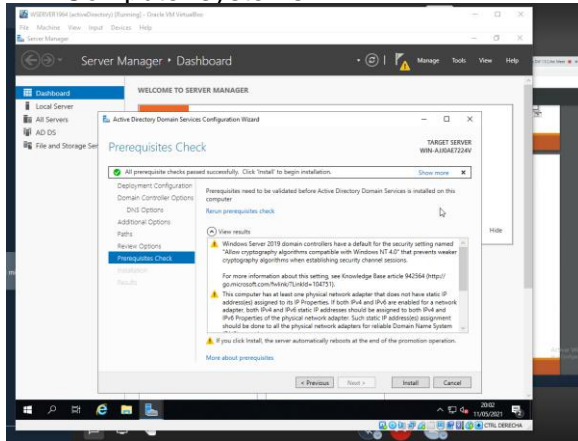 WSERVER1964 (activeDirectory) [Running] - Oracle VM VirtualBox
File Machine View Input Devices Help
Server Manager
Server Manager • Dashboard
Manage Tools View Help
Dashboard
Local Server
All Servers
AD DS
File and Storage Ser
WELCOME TO SERVER MANAGER
Hide
Active Directory Domain Services Configuration Wizard
Prerequisites Check
TARGET SERVER
WIN-AJJ0AE7224V
All prerequisite checks passed successfully. Click 'Install' to begin installation.
Show more
Deployment Configuration
Domain Controller Options
DNS Options
Additional Options
Paths
Review Options
Prerequisites Check
Installation
Results
Prerequisites need to be validated before Active Directory Domain Services is installed on this
computer
Rerun prerequisites check
View results
Windows Server 2019 domain controllers have a default for the security setting named
"Allow cryptography algorithms compatible with Windows NT 4.0" that prevents weaker
cryptography algorithms when establishing security channel sessions.
For more information about this setting, see Knowledge Base article 942564 (http://
go.microsoft.com/fwlink/?LinkId=104751).
This computer has at least one physical network adapter that does not have static IP
address(es) assigned to its IP Properties. If both IPv4 and IPv6 are enabled for a network
adapter, both IPv4 and IPv6 static IP addresses should be assigned to both IPv4 and
IPv6 Properties of the physical network adapter. Such static IP address(es) assignment
should be done to all the physical network adapters for reliable Domain Name System
If you click Install, the server automatically reboots at the end of the promotion operation.
More about prerequisites
< Previous
Next >
Install
Cancel
20:02
11/05/2021
CTRL DERECHA